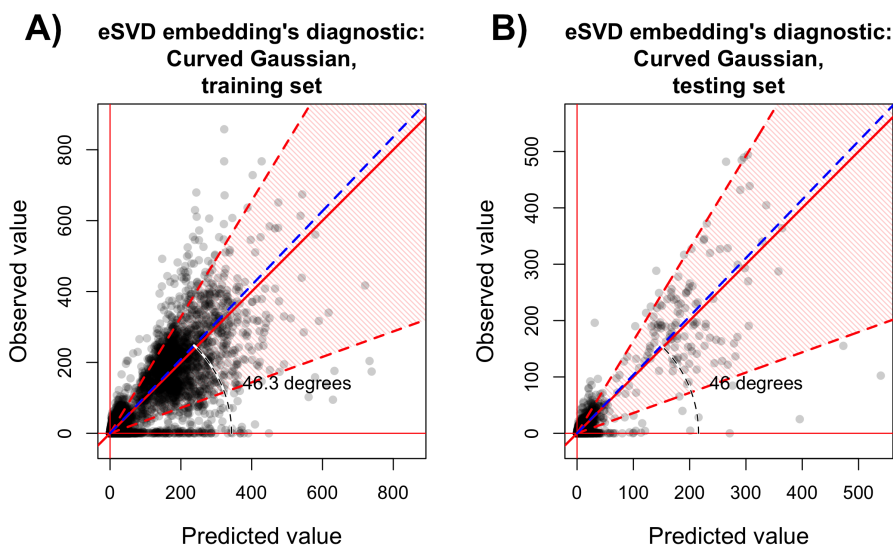 A)
eSVD embedding's diagnostic:
Curved Gaussian,
training set
Observed value
800
600
400
200
0
46.3 degrees
0 200 400 600 800
Predicted value
B)
eSVD embedding's diagnostic:
Curved Gaussian,
testing set
Observed value
500
400
300
200
100
0
46 degrees
0 100 200 300 400 500
Predicted value